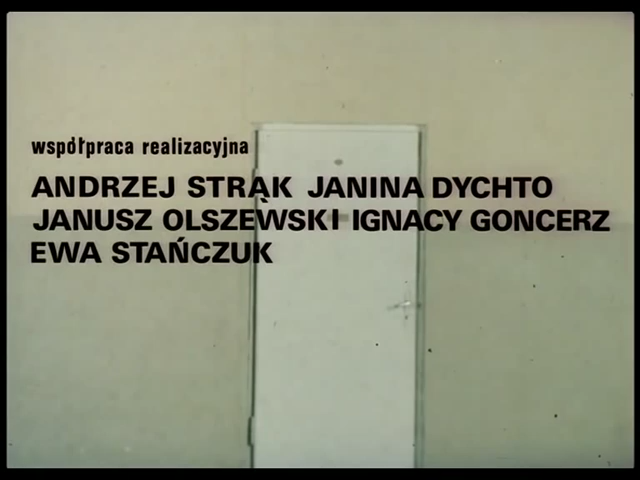 współpraca realizacyjna
ANDRZEJ STRĄK JANINA DYCHTO
JANUSZ OLSZEWSKI IGNACY GONCERZ
EWA STAŃCZUK